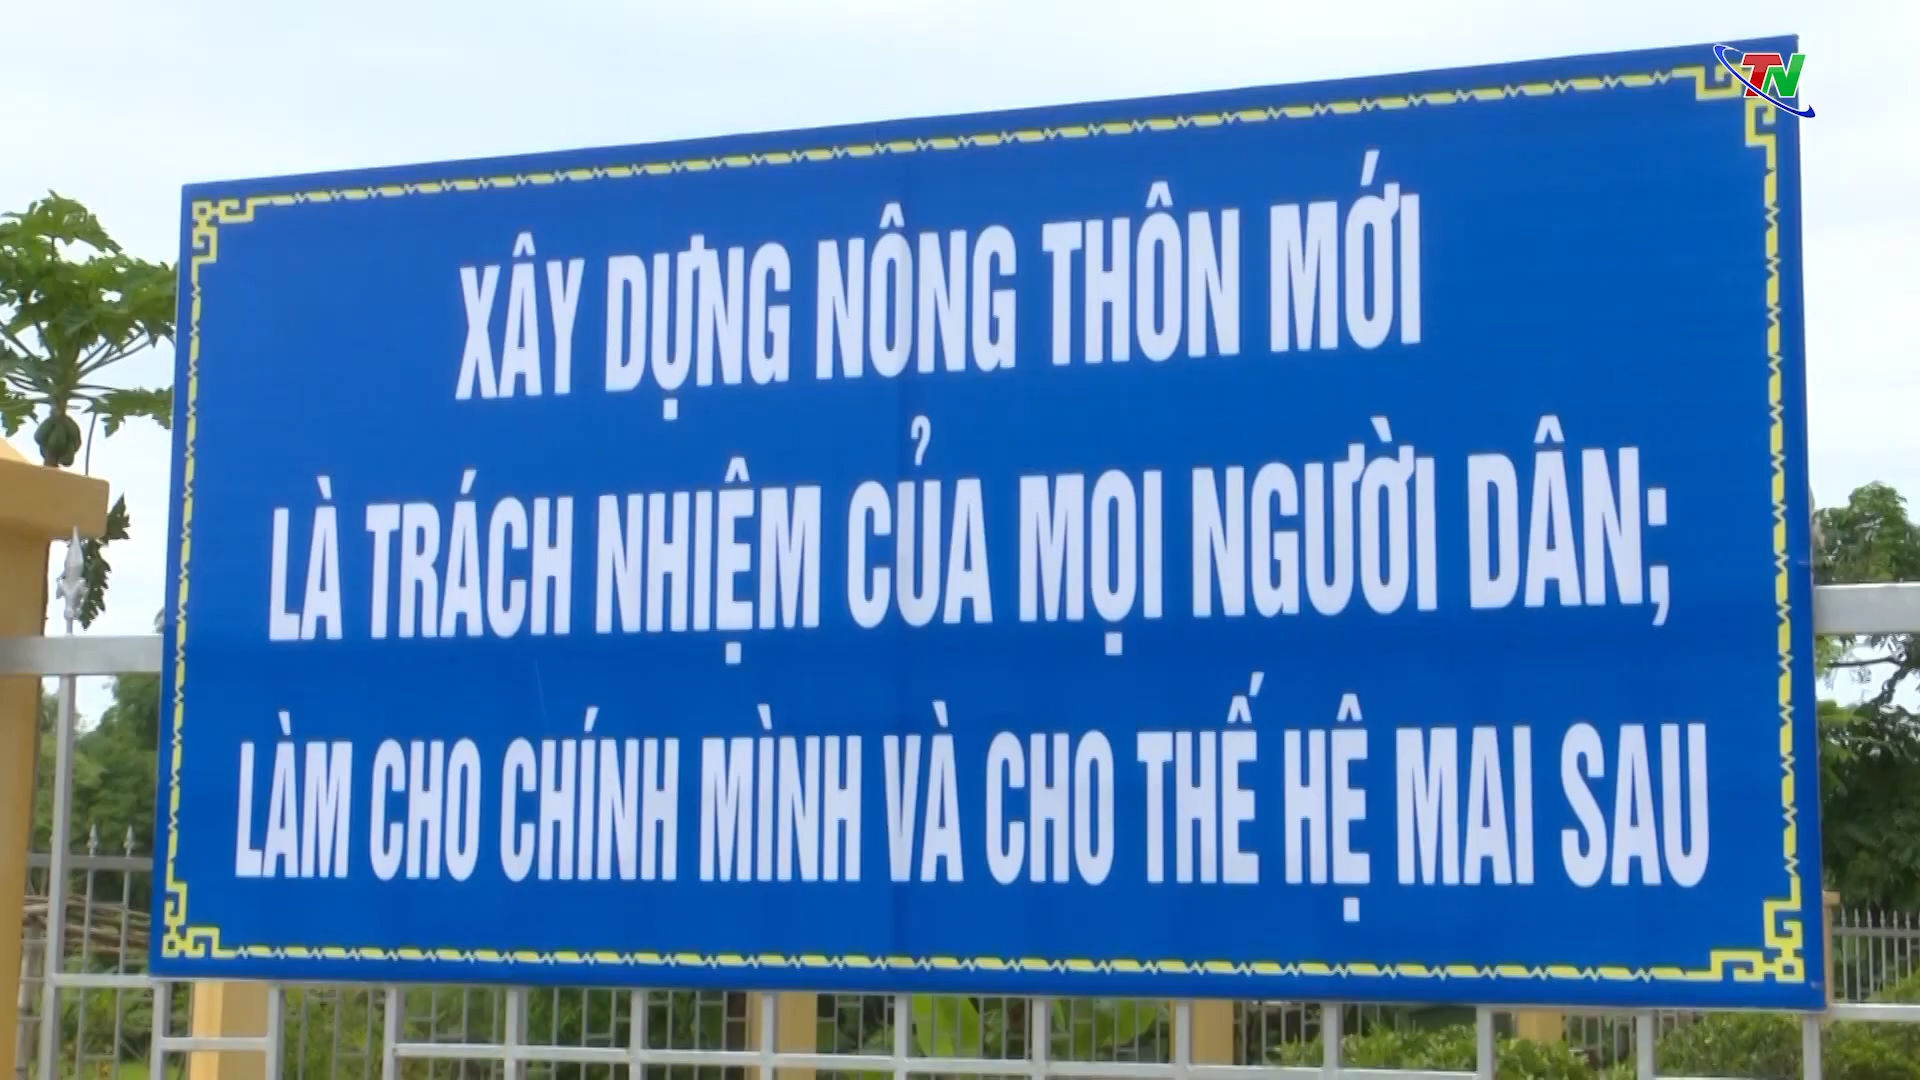 TN
XÂY DỰNG NÔNG THÔN MỚI
LÀ TRÁCH NHIỆM CỦA MỌI NGƯỜI DÂN;
LÀM CHO CHÍNH MÌNH VÀ CHO THẾ HỆ MAI SAU